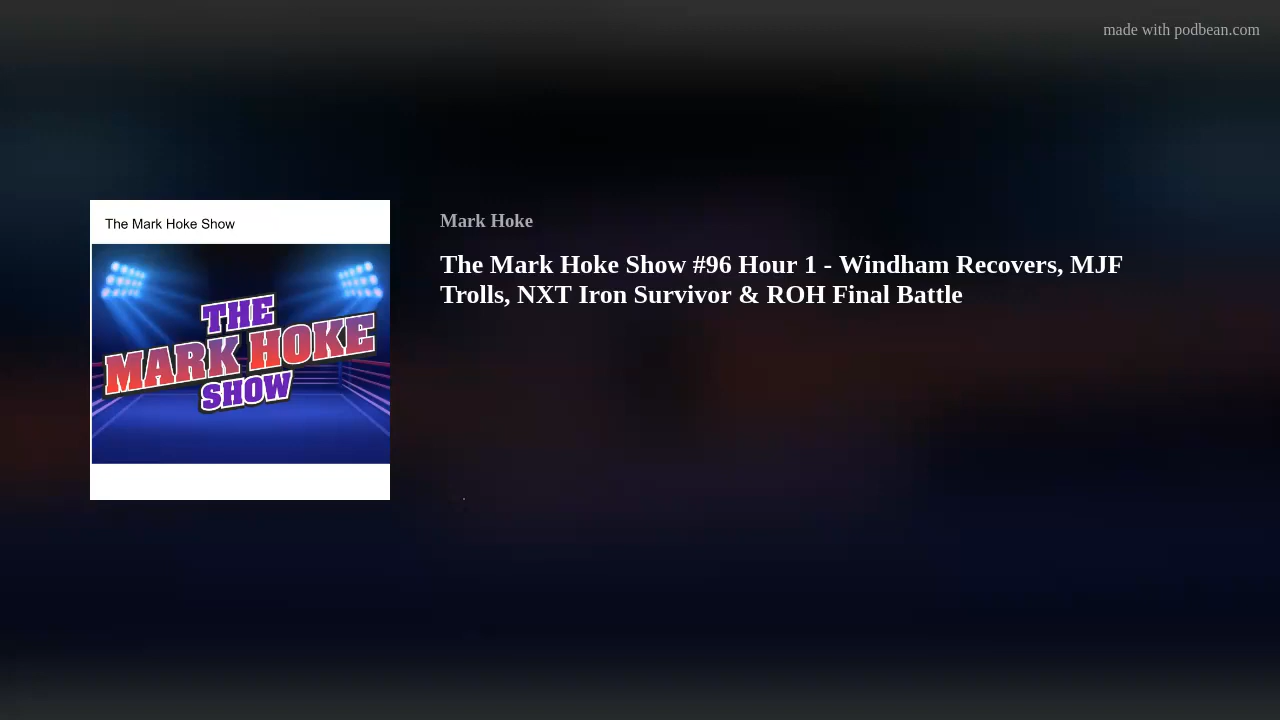 made with podbean.com
The Mark Hoke Show
THE
MARK HOKE
SHOW
Mark Hoke
The Mark Hoke Show #96 Hour 1 - Windham Recovers, MJF
Trolls, NXT Iron Survivor & ROH Final Battle